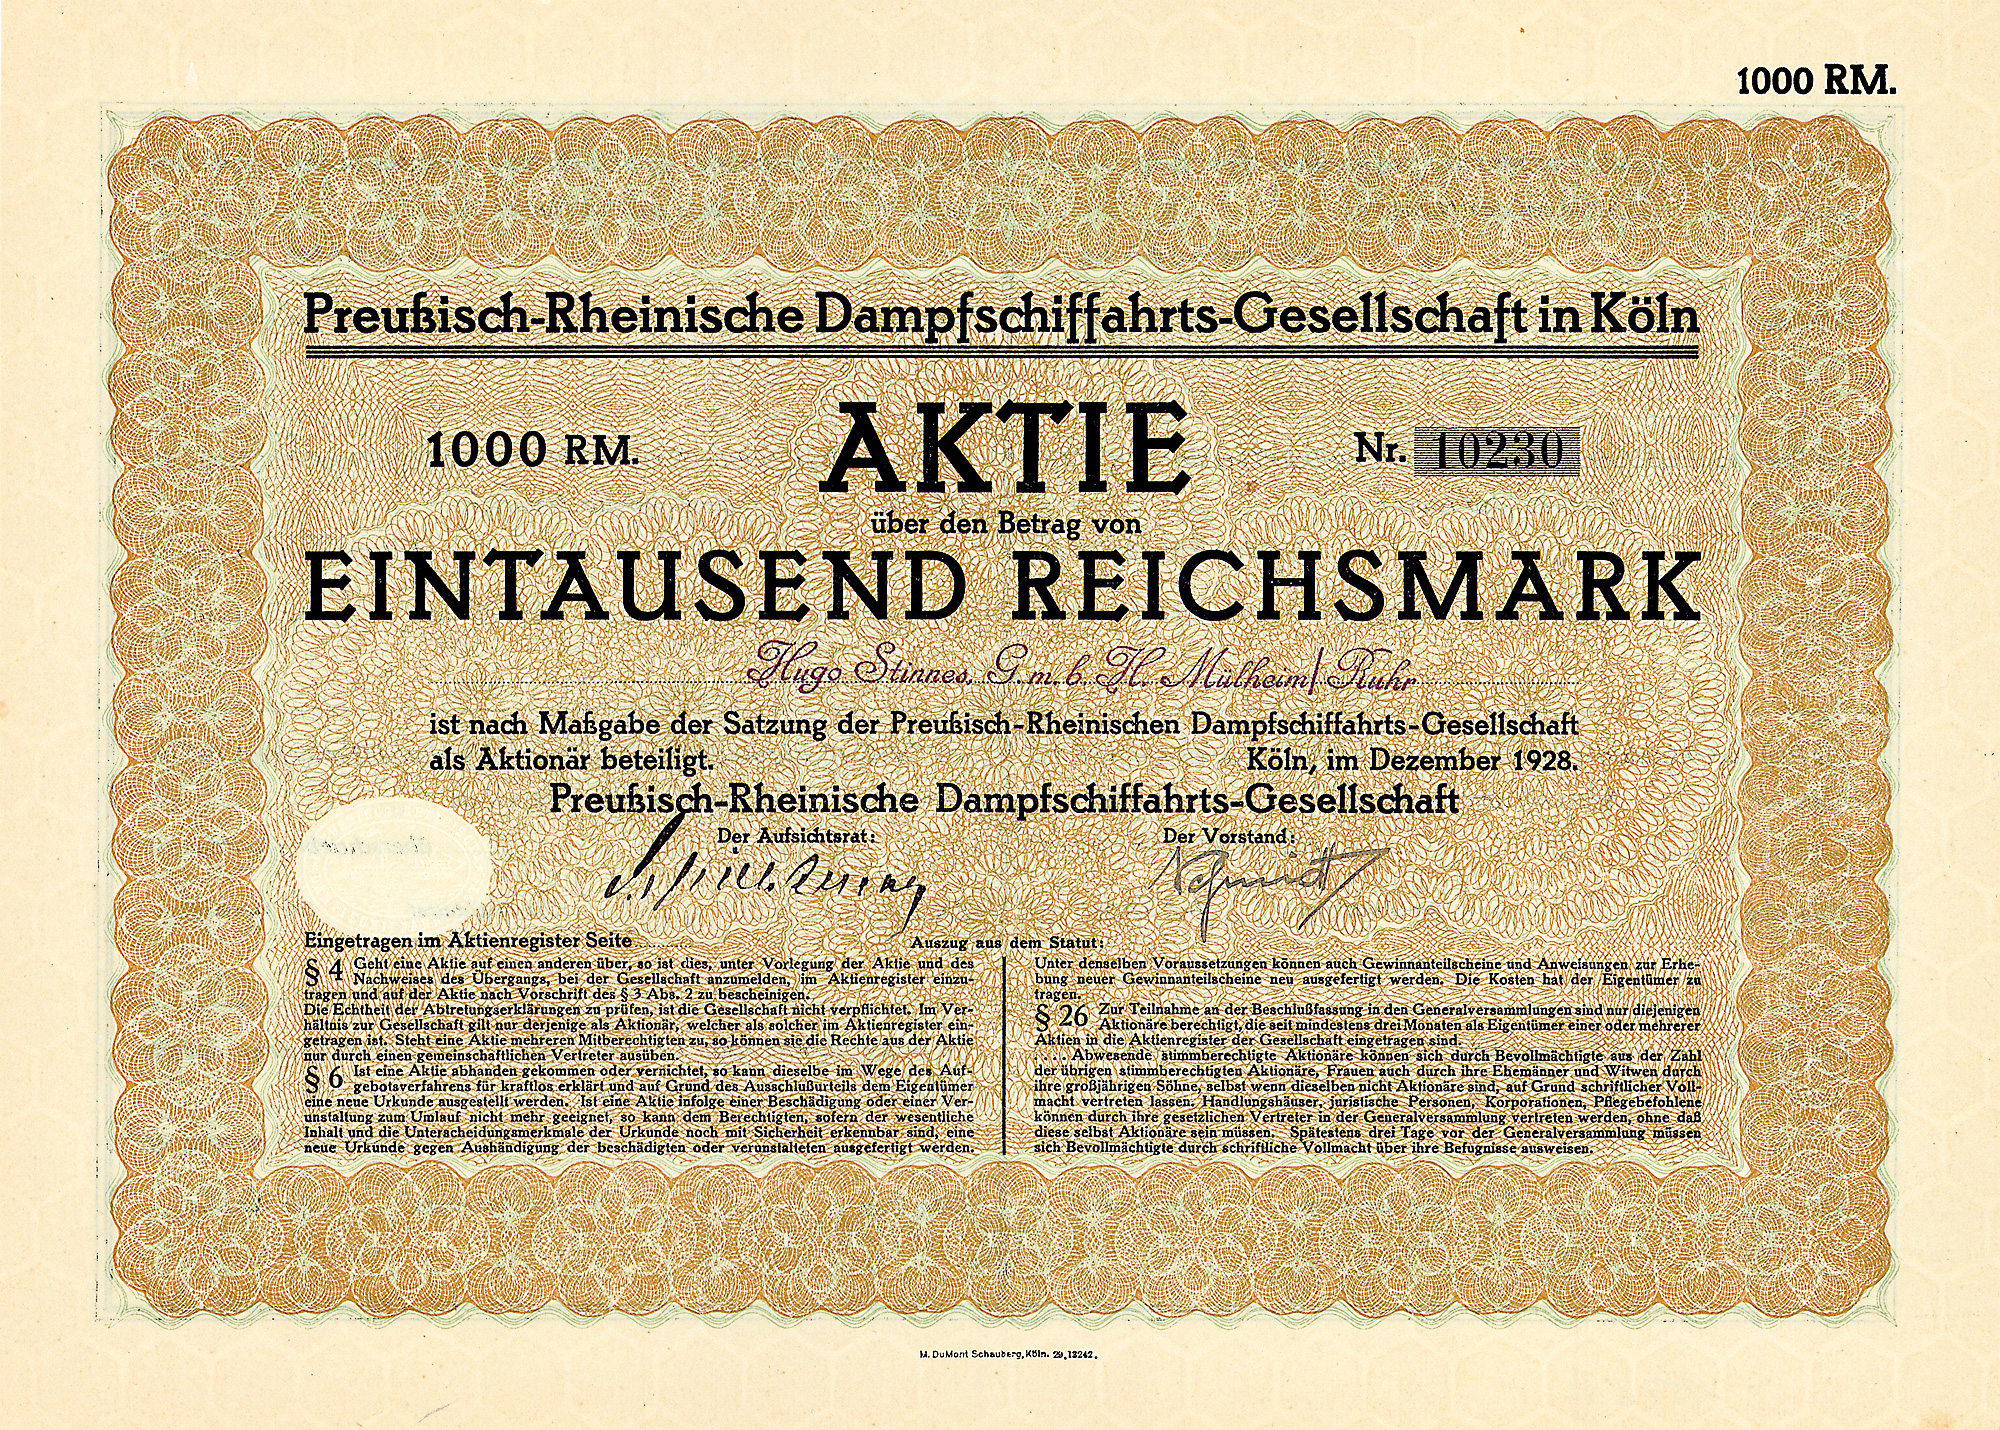 1000 RM.
Preußisch-Rheinische Dampfschiffahrts-Gesellschaft in Köln
AKTIE
1000 RM.
Nr. 10230
über den Betrag von
EINTAUSEND REICHSMARK
Hugo Stinnes, G.m.b.H. Mülheim/Ruhr
ist nach Maßgabe der Satzung der Preußisch-Rheinischen Dampfschiffahrts-Gesellschaft
als Aktionär beteiligt. Köln, im Dezember 1928.
Preußisch-Rheinische Dampfschiffahrts-Gesellschaft
Der Aufsichtsrat: Der Vorstand:
Schmidt
Eingetragen im Aktienregister Seite
Auszug aus dem Statut:
§ 4 Geht eine Aktie auf einen anderen über, so ist dies, unter Vorlegung der Aktie und des
Nachweises des Übergangs, bei der Gesellschaft anzumelden, im Aktienregister einzu-
tragen und auf der Aktie nach Vorschrift des § 3 Abs. 2 zu bescheinigen.
Die Echtheit der Abtretungserklärungen zu prüfen, ist die Gesellschaft nicht verpflichtet. Im Ver-
hältnis zur Gesellschaft gilt nur derjenige als Aktionär, welcher als solcher im Aktienregister ein-
getragen ist. Steht eine Aktie mehreren Mitberechtigten zu, so können sie die Rechte aus der Aktie
nur durch einen gemeinschaftlichen Vertreter ausüben.
§ 6 Ist eine Aktie abhanden gekommen oder vernichtet, so kann dieselbe im Wege des Auf-
gebotsverfahrens für kraftlos erklärt und auf Grund des Ausschlußurteils dem Eigentümer
eine neue Urkunde ausgestellt werden. Ist eine Aktie infolge einer Beschädigung oder einer Ver-
unstaltung zum Umlauf nicht mehr geeignet, so kann dem Berechtigten, sofern der wesentliche
Inhalt und die Unterscheidungsmerkmale der Urkunde noch mit Sicherheit erkennbar sind, eine
neue Urkunde gegen Aushändigung der beschädigten oder verunstalteten ausgefertigt werden.
Unter denselben Voraussetzungen können auch Gewinnanteilscheine und Anweisungen zur Erhe-
bung neuer Gewinnanteilscheine neu ausgefertigt werden. Die Kosten hat der Eigentümer zu
tragen.
§ 26 Zur Teilnahme an der Beschlußfassung in den Generalversammlungen sind nur diejenigen
Aktionäre berechtigt, die seit mindestens drei Monaten als Eigentümer einer oder mehrerer
Aktien in die Aktienregister der Gesellschaft eingetragen sind.
..... Abwesende stimmberechtigte Aktionäre können sich durch Bevollmächtigte aus der Zahl
der übrigen stimmberechtigten Aktionäre, Frauen auch durch ihre Ehemänner und Witwen durch
ihre großjährigen Söhne, selbst wenn dieselben nicht Aktionäre sind, auf Grund schriftlicher Voll-
macht vertreten lassen. Handlungshäuser, juristische Personen, Korporationen, Pflegebefohlene
können durch ihre gesetzlichen Vertreter in der Generalversammlung vertreten werden, ohne daß
diese selbst Aktionäre sein müssen. Spätestens drei Tage vor der Generalversammlung müssen
sich Bevollmächtigte durch schriftliche Vollmacht über ihre Befugnisse ausweisen.
M. DuMont Schauberg, Köln. 29.13242.